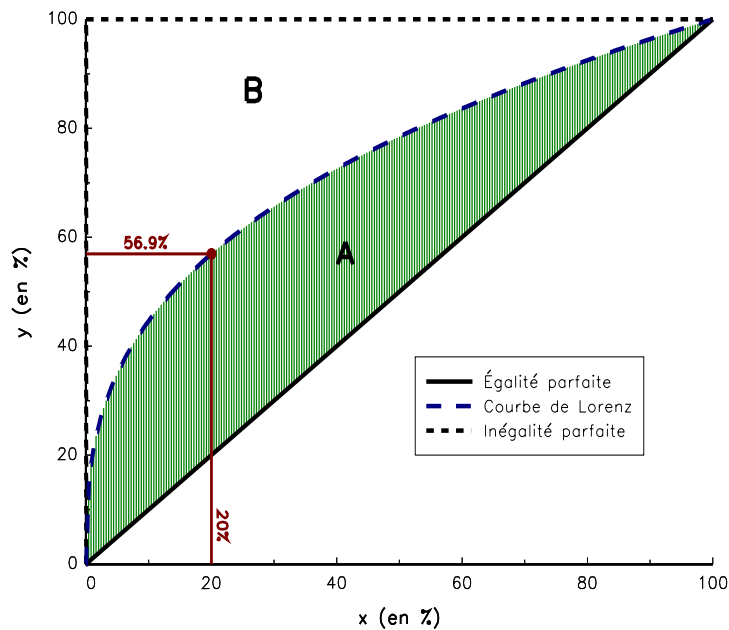 100
80
60
40
20
0
y (en %)
B
A
56.9%
20%
Égalité parfaite
Courbe de Lorenz
Inégalité parfaite
0 20 40 60 80 100
x (en %)